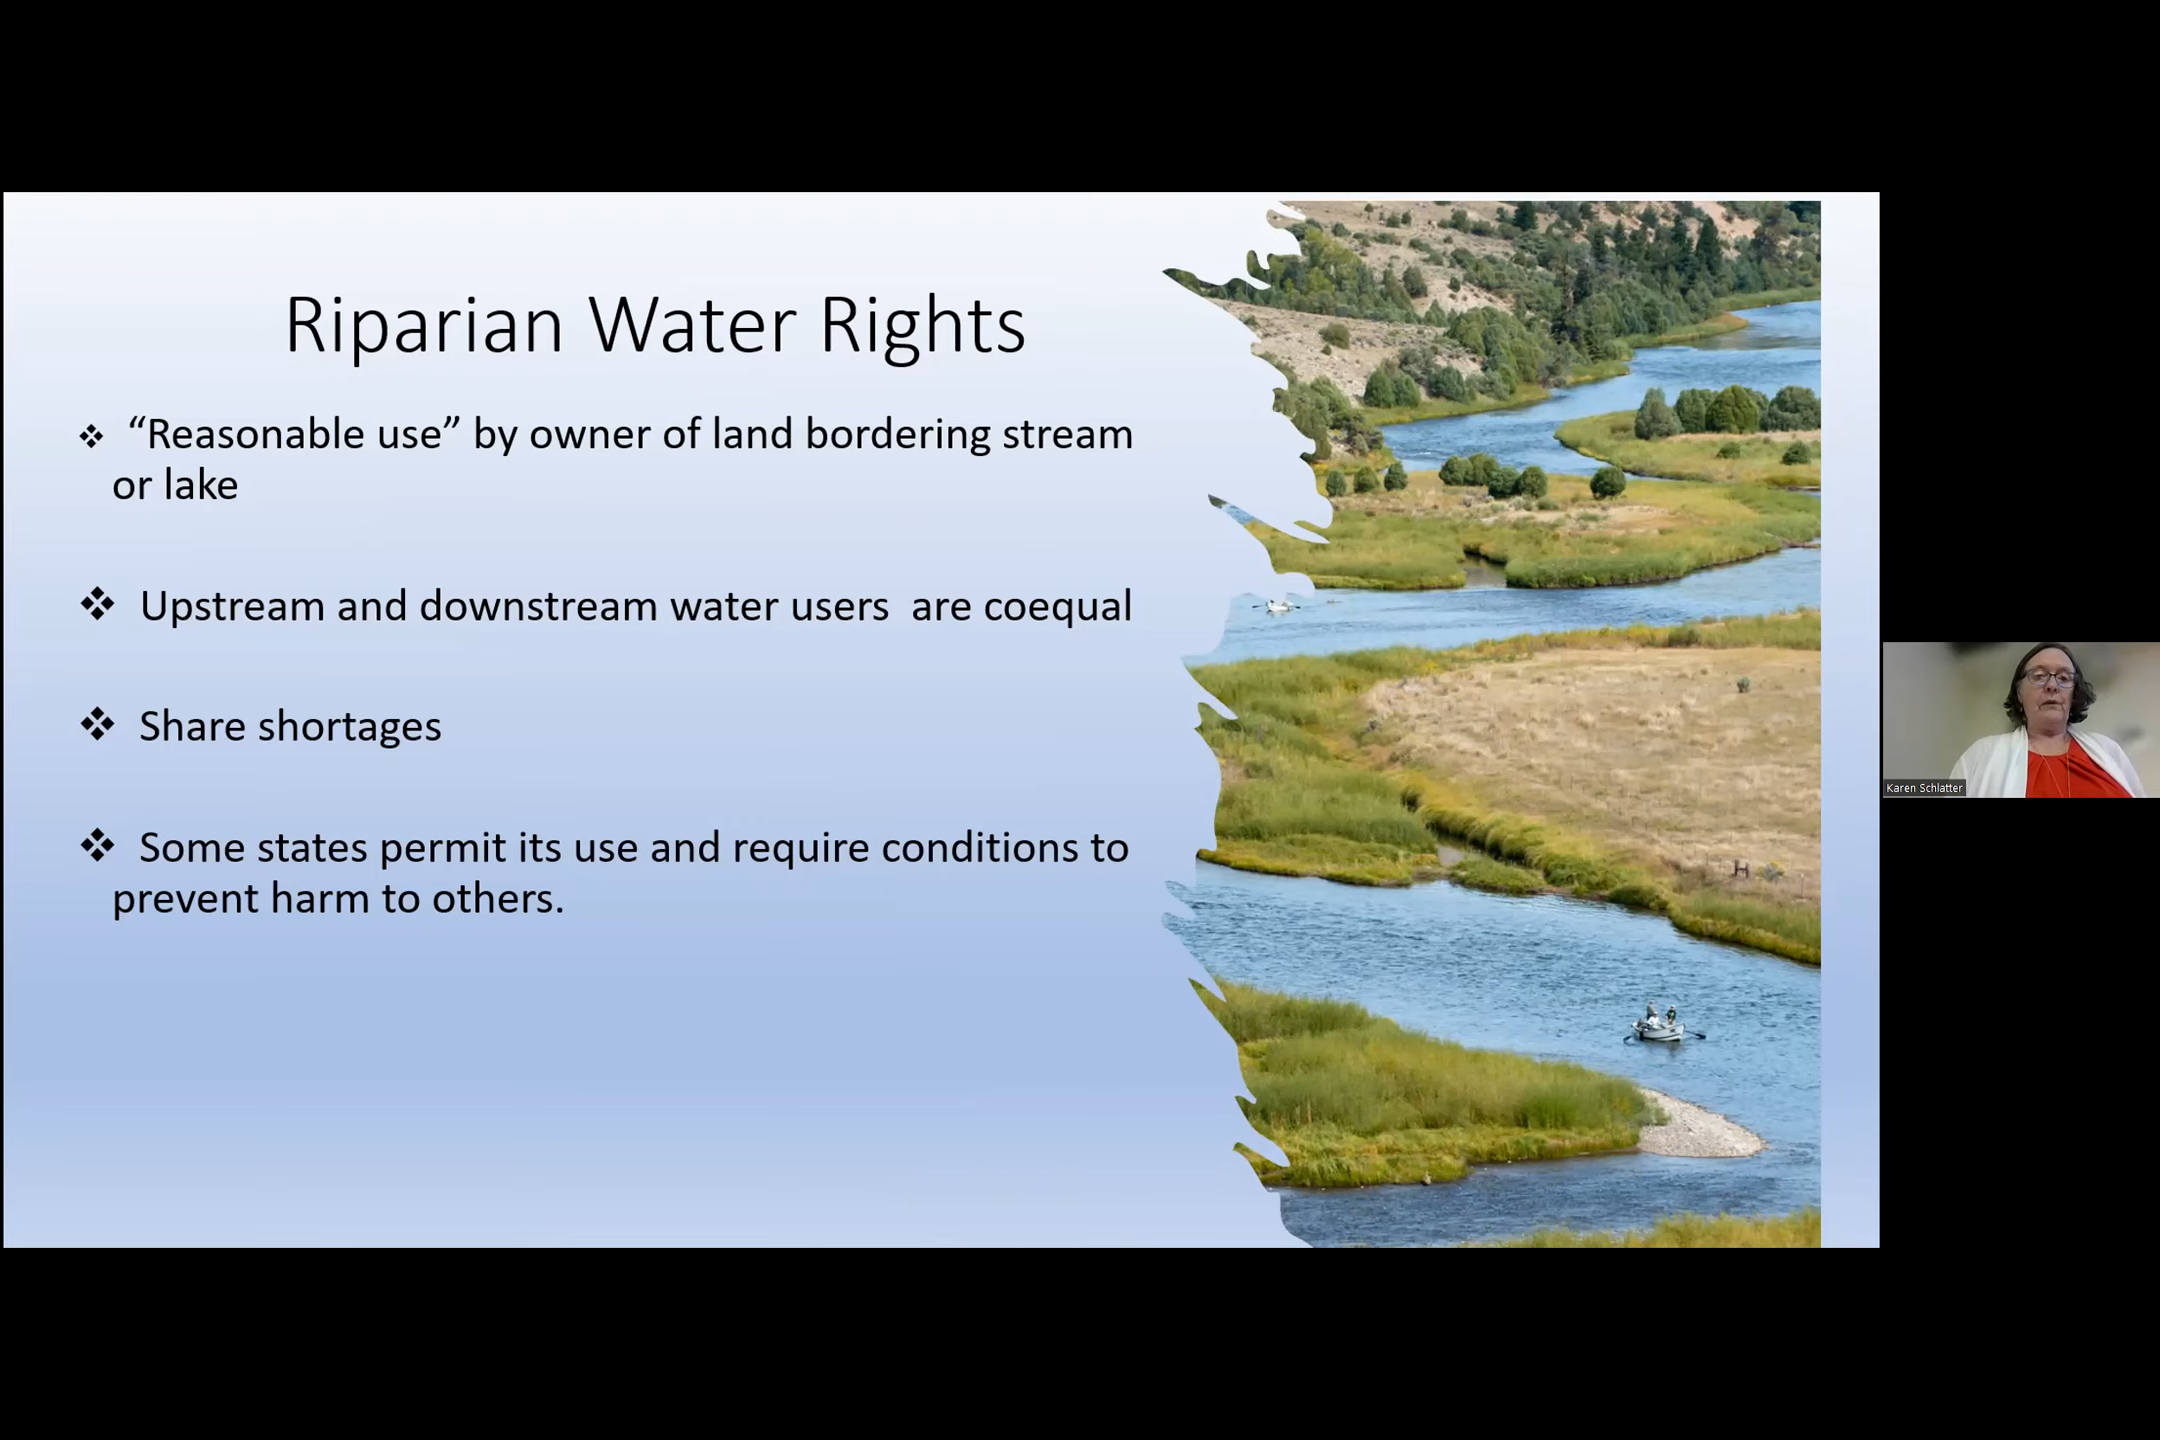 Riparian Water Rights
❖ “Reasonable use” by owner of land bordering stream
or lake
❖ Upstream and downstream water users  are coequal
❖ Share shortages
❖ Some states permit its use and require conditions to
prevent harm to others.
Karen Schlatter